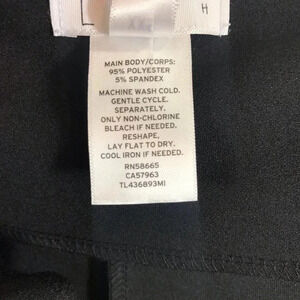 H
MAIN BODY/CORPS:
95% POLYESTER
5% SPANDEX
MACHINE WASH COLD.
GENTLE CYCLE.
SEPARATELY.
ONLY NON-CHLORINE
BLEACH IF NEEDED.
RESHAPE,
LAY FLAT TO DRY.
COOL IRON IF NEEDED.
RN58665
CA57963
TL436893MI